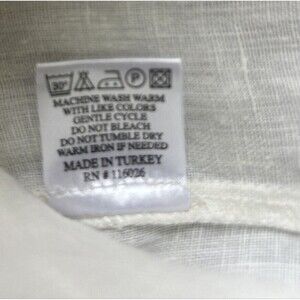 30° P
MACHINE WASH WARM
WITH LIKE COLORS
GENTLE CYCLE
DO NOT BLEACH
DO NOT TUMBLE DRY
WARM IRON IF NEEDED
MADE IN TURKEY
RN # 116026